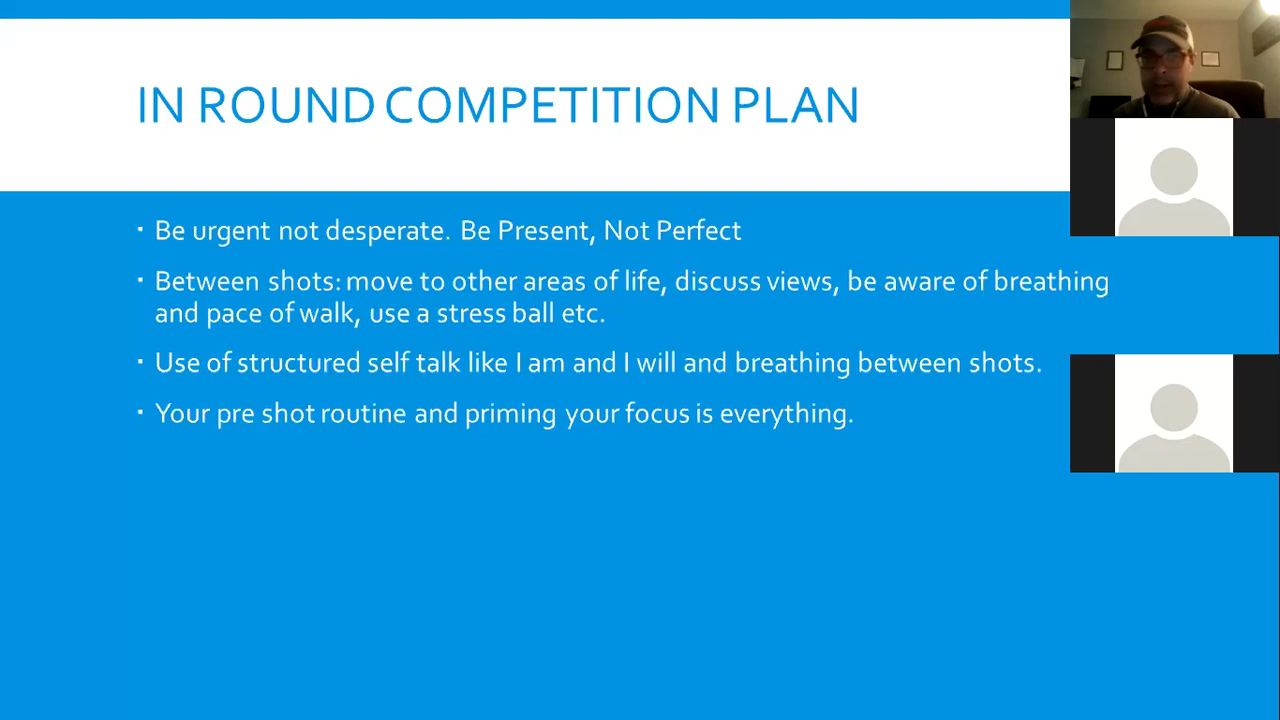 IN ROUND COMPETITION PLAN
▪ Be urgent not desperate. Be Present, Not Perfect
▪ Between shots: move to other areas of life, discuss views, be aware of breathing
and pace of walk, use a stress ball etc.
▪ Use of structured self talk like I am and I will and breathing between shots.
▪ Your pre shot routine and priming your focus is everything.